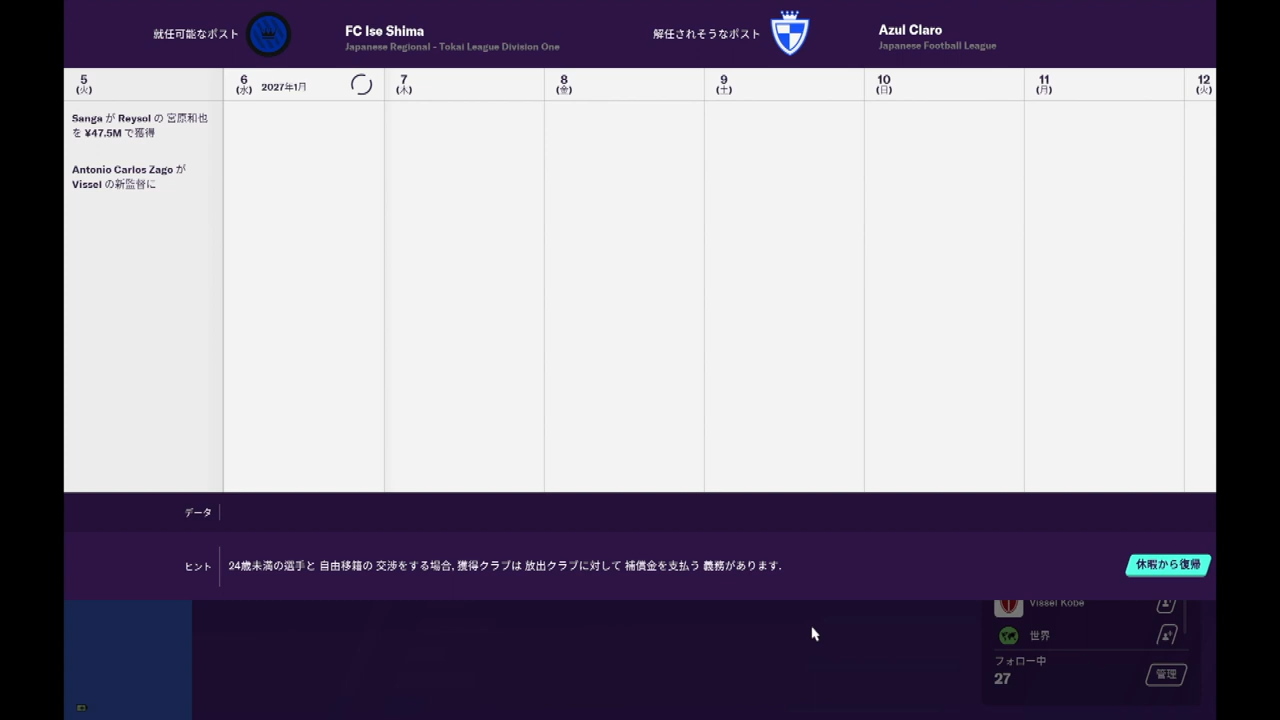 就任可能なポスト
FC Ise Shima
Japanese Regional - Tokai League Division One
解任されそうなポスト
Azul Claro
Japanese Football League
5
(火)
6
(水)
2027年1月
7
(木)
8
(金)
9
(土)
10
(日)
11
(月)
12
(火)
Sanga が Reysol の 宮原和也
を ¥47.5M で獲得
Antonio Carlos Zago が
Vissel の新監督に
データ
ヒント
24歳未満の選手と 自由移籍の 交渉をする場合, 獲得クラブは 放出クラブに対して 補償金を支払う 義務があります.
休暇から復帰
Vissel Kobe
世界
フォロー中
27
管理